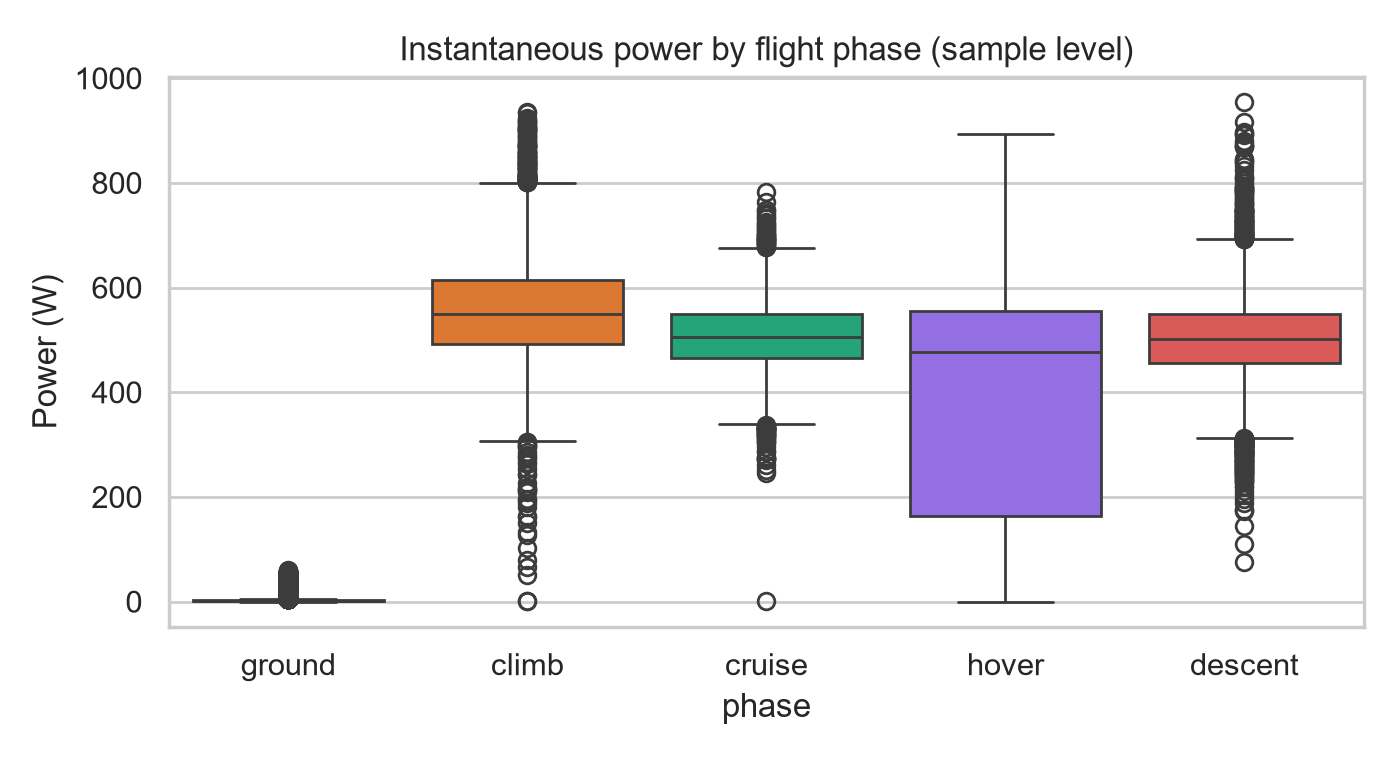 Instantaneous power by flight phase (sample level)
1000
800
600
400
200
0
Power (W)
ground climb cruise hover descent
phase